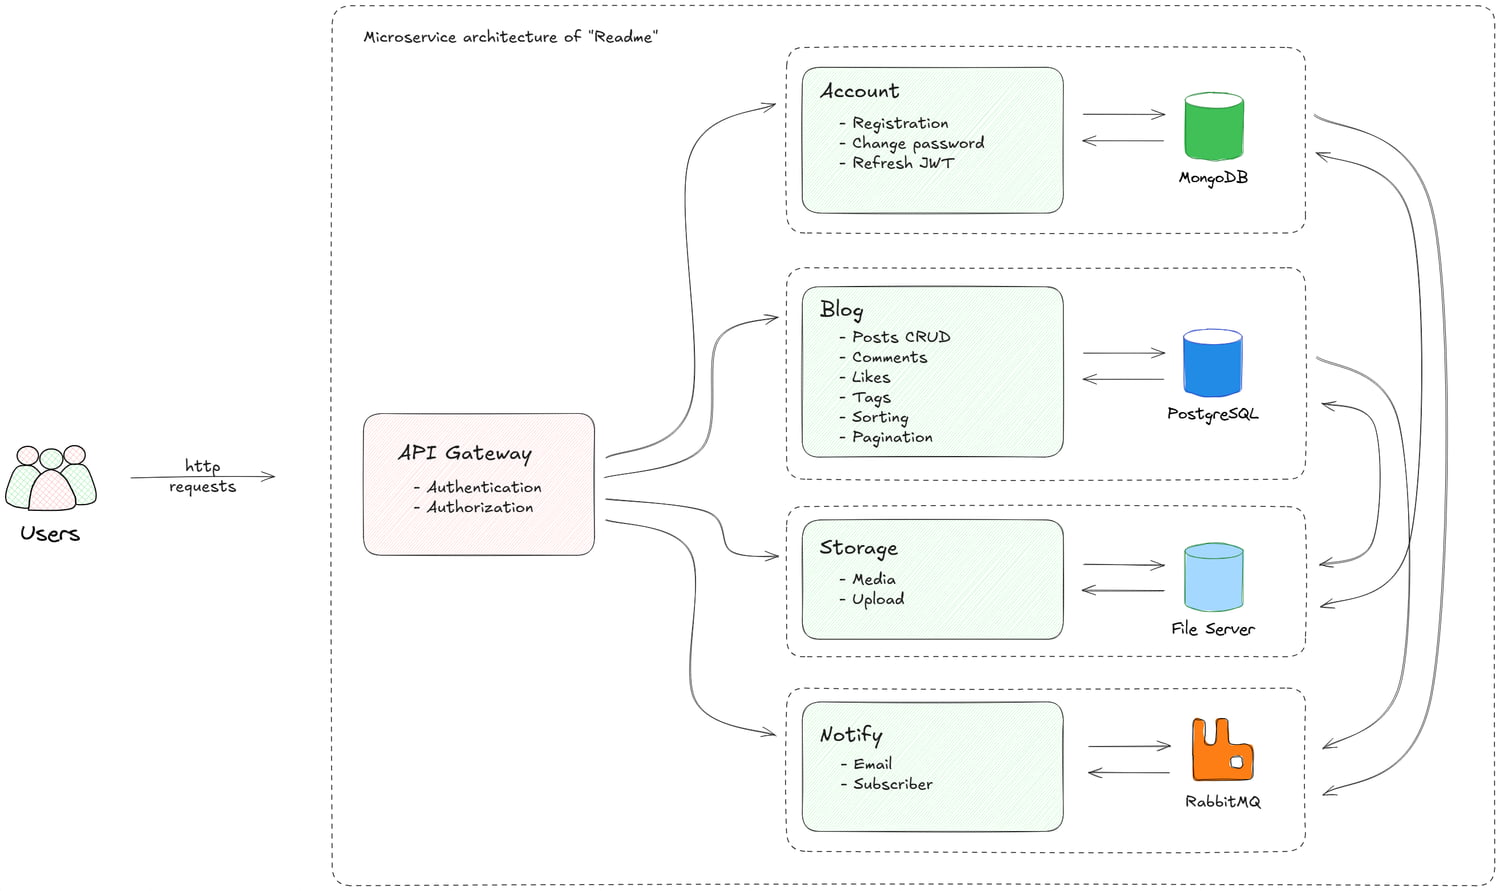 Microservice architecture of "Readme"
Users
http
requests
API Gateway
- Authentication
- Authorization
Account
- Registration
- Change password
- Refresh JWT
MongoDB
Blog
- Posts CRUD
- Comments
- Likes
- Tags
- Sorting
- Pagination
PostgreSQL
Storage
- Media
- Upload
File Server
Notify
- Email
- Subscriber
RabbitMQ